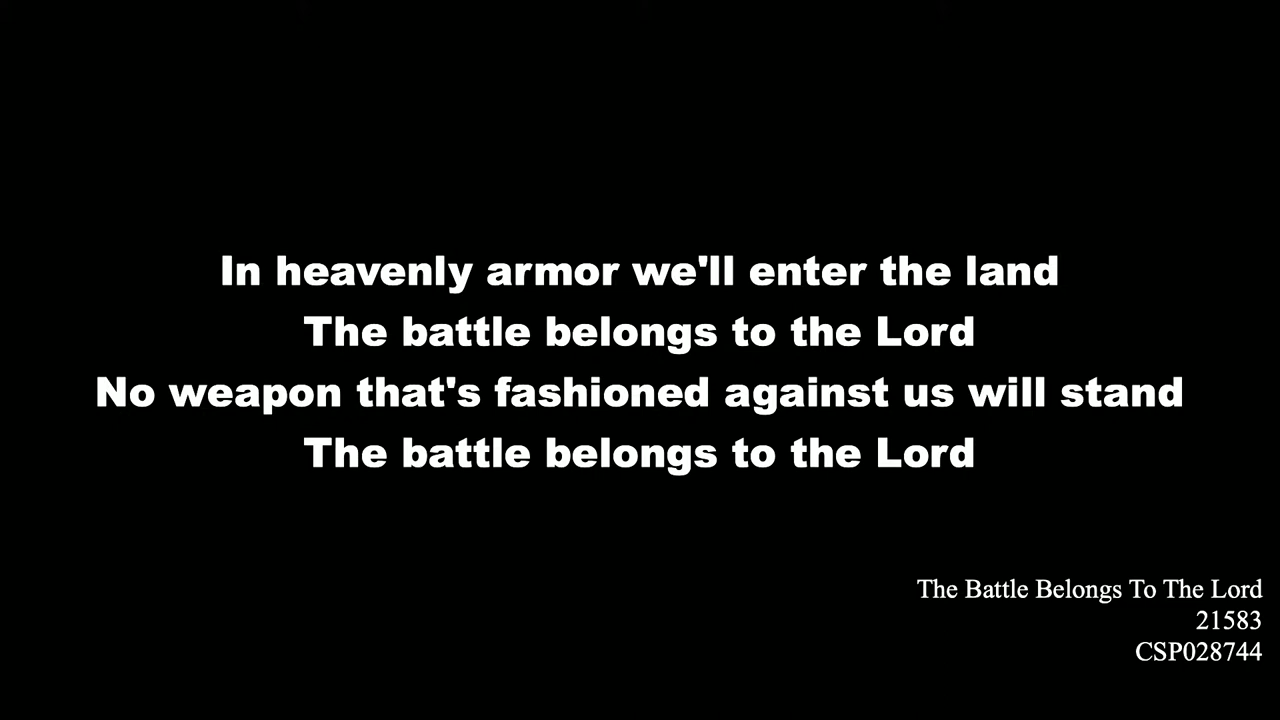 In heavenly armor we'll enter the land
The battle belongs to the Lord
No weapon that's fashioned against us will stand
The battle belongs to the Lord
The Battle Belongs To The Lord
21583
CSP028744